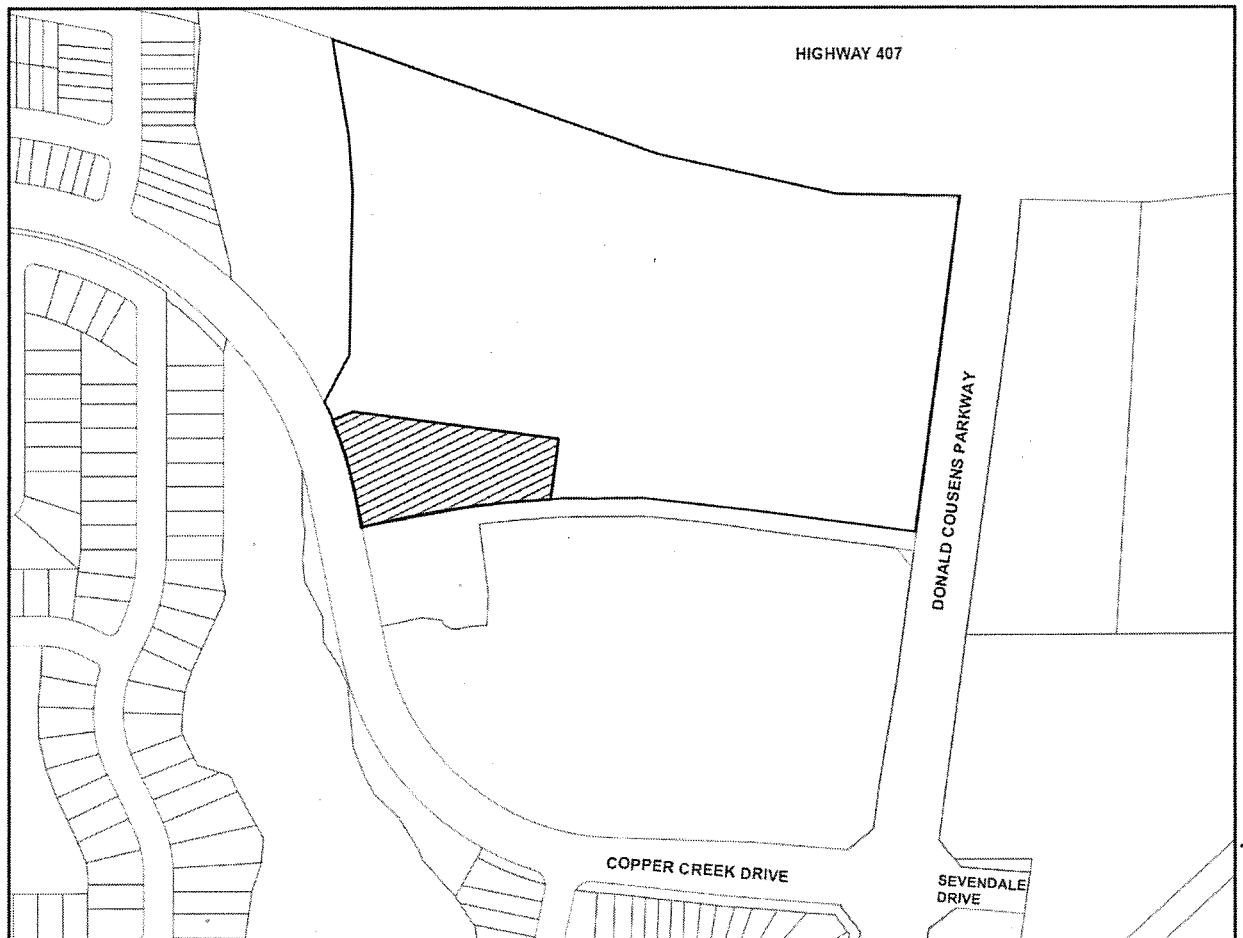 HIGHWAY 407
DONALD COUSENS PARKWAY
COPPER CREEK DRIVE
SEVENDALE
DRIVE